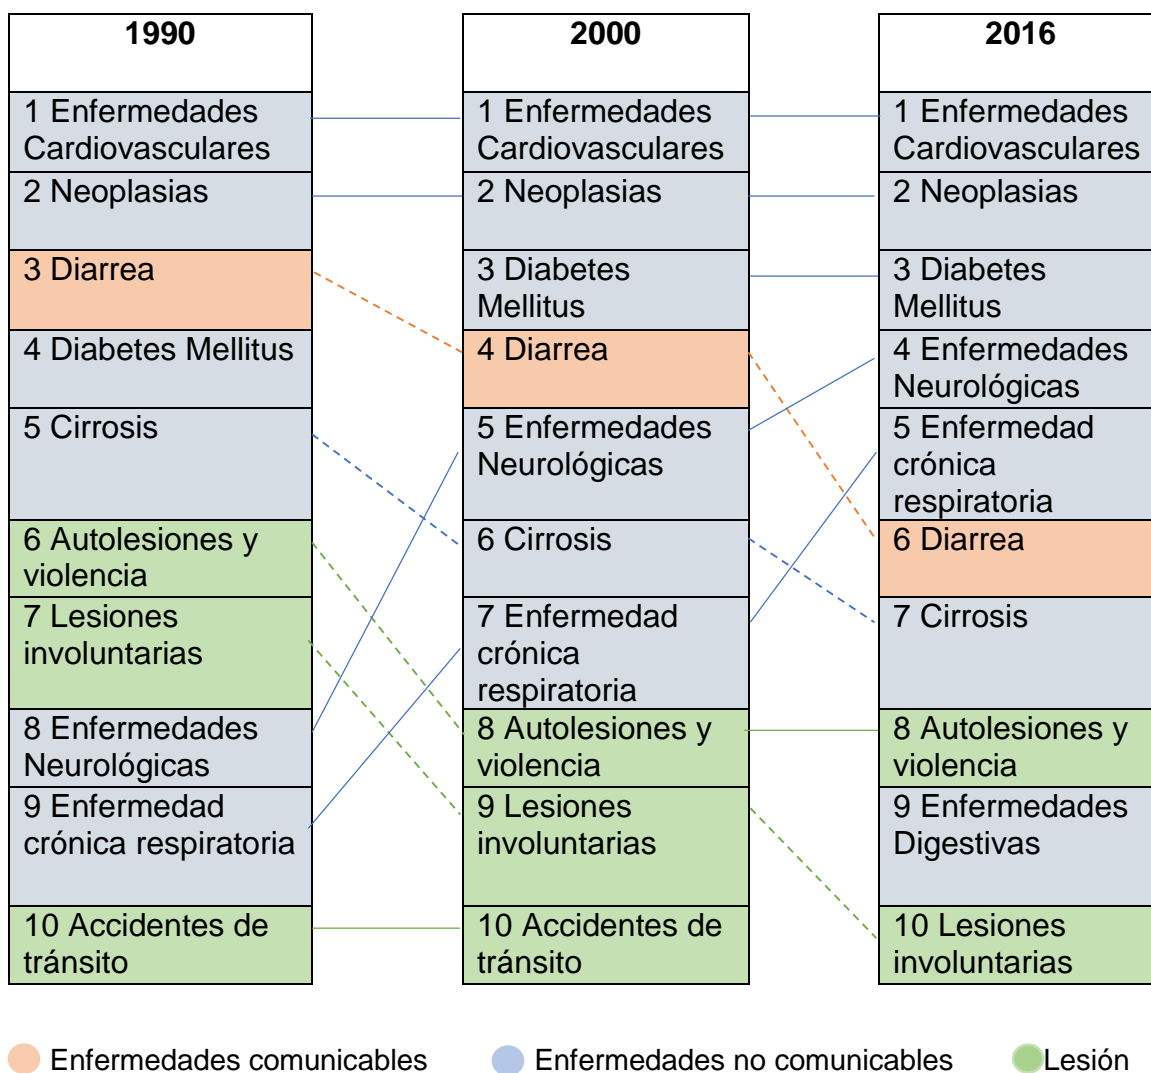 1990
1 Enfermedades
Cardiovasculares
2 Neoplasias
3 Diarrea
4 Diabetes Mellitus
5 Cirrosis
6 Autolesiones y
violencia
7 Lesiones
involuntarias
8 Enfermedades
Neurológicas
9 Enfermedad
crónica respiratoria
10 Accidentes de
tránsito
2000
1 Enfermedades
Cardiovasculares
2 Neoplasias
3 Diabetes
Mellitus
4 Diarrea
5 Enfermedades
Neurológicas
6 Cirrosis
7 Enfermedad
crónica
respiratoria
8 Autolesiones y
violencia
9 Lesiones
involuntarias
10 Accidentes de
tránsito
2016
1 Enfermedades
Cardiovasculares
2 Neoplasias
3 Diabetes
Mellitus
4 Enfermedades
Neurológicas
5 Enfermedad
crónica
respiratoria
6 Diarrea
7 Cirrosis
8 Autolesiones y
violencia
9 Enfermedades
Digestivas
10 Lesiones
involuntarias
Enfermedades comunicables
Enfermedades no comunicables
Lesión